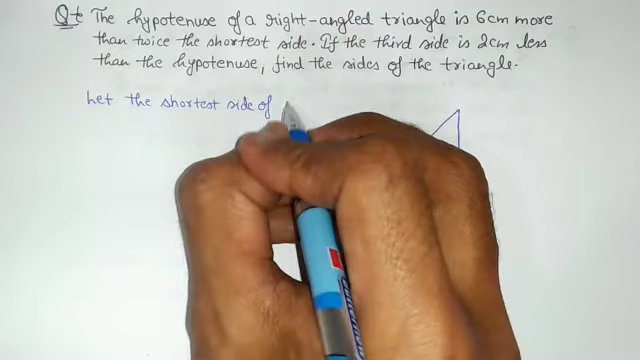 Q:- The hypotenuse of a right-angled triangle is 6cm more
than twice the shortest side. If the third side is 2cm less
than the hypotenuse, find the sides of the triangle.
Let the shortest side of